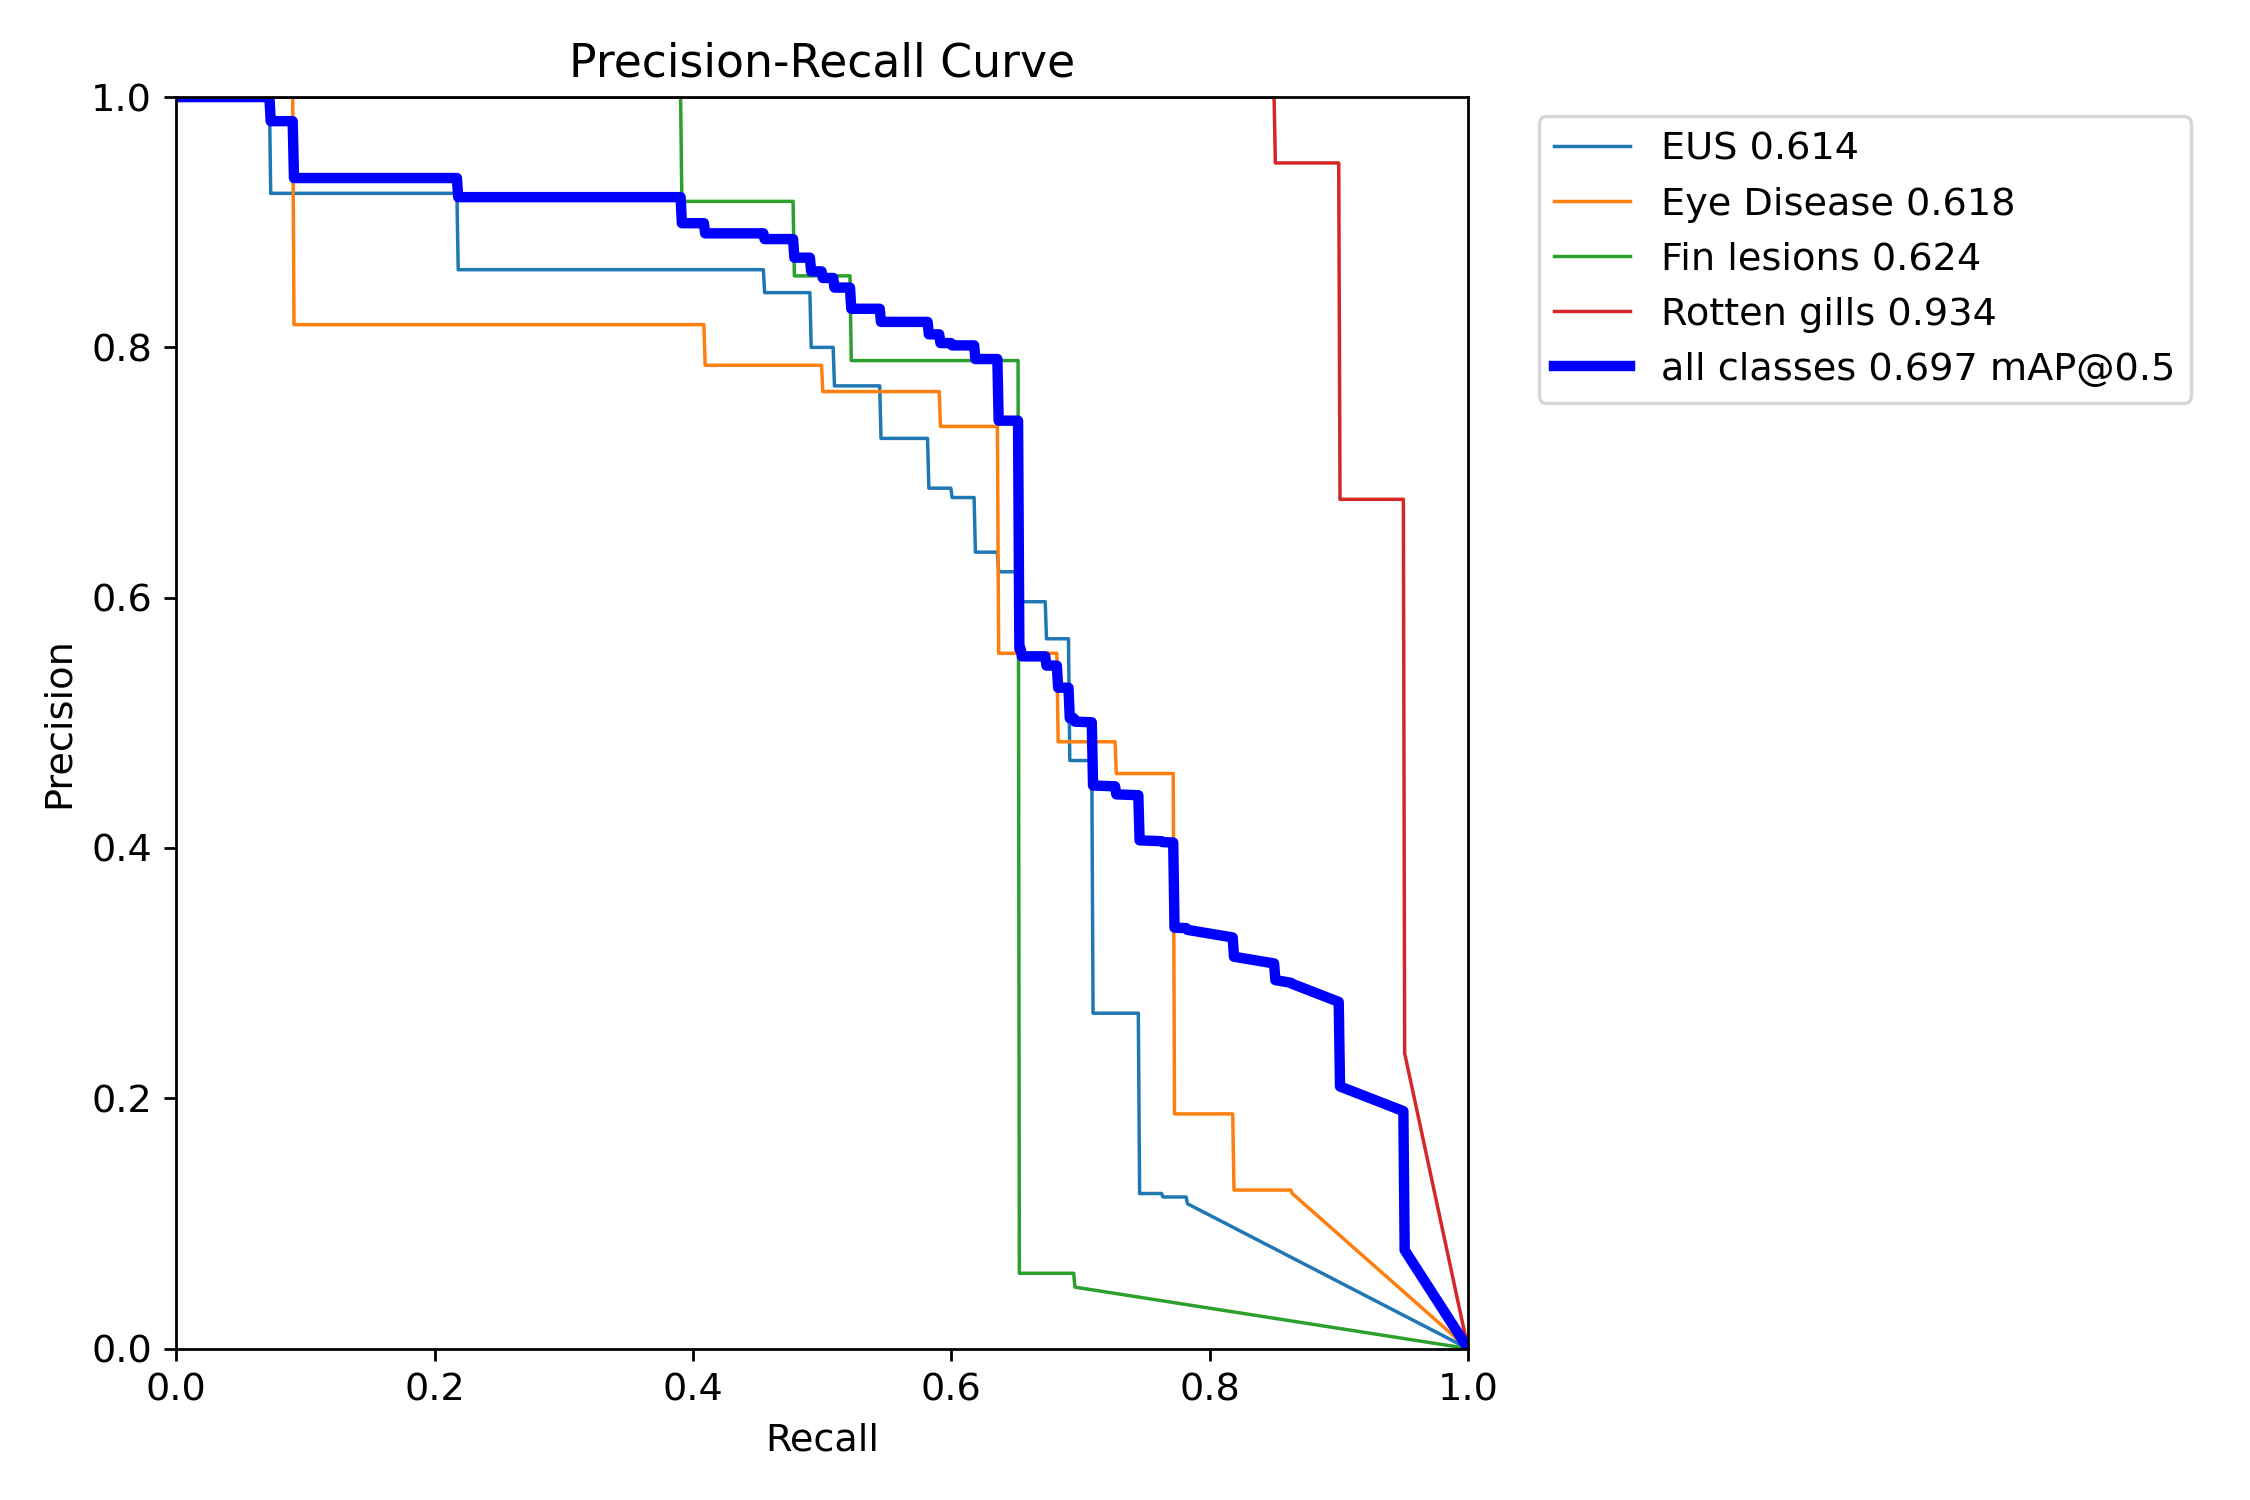 Precision-Recall Curve
1.0
0.8
0.6
0.4
0.2
0.0
Precision
0.0 0.2 0.4 0.6 0.8 1.0
Recall
EUS 0.614
Eye Disease 0.618
Fin lesions 0.624
Rotten gills 0.934
all classes 0.697 mAP@0.5